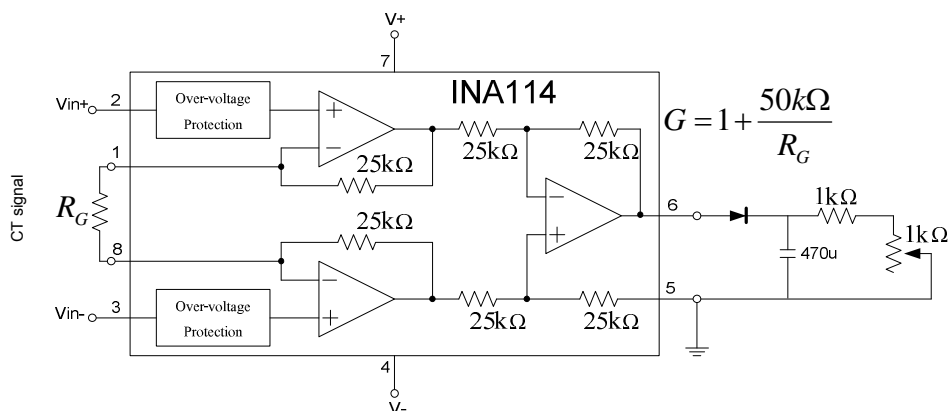 V+
7
INA114
Vin+
2
Over-voltage
Protection
+
−
25kΩ
25kΩ
25kΩ
G = 1 + 50kΩ / R_G
1
R_G
CT signal
8
25kΩ
−
+
6
1kΩ
1kΩ
470u
−
+
Vin-
3
Over-voltage
Protection
25kΩ
25kΩ
5
4
V-